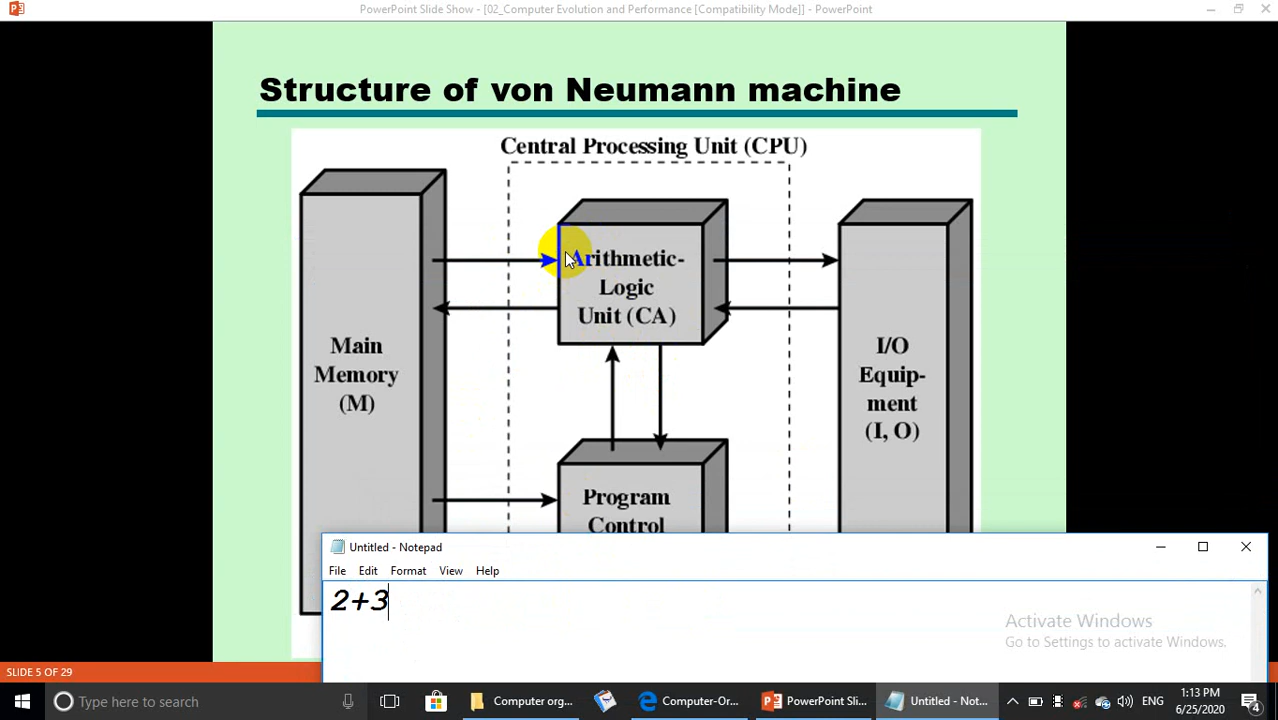 PowerPoint Slide Show - [02_Computer Evolution and Performance [Compatibility Mode]] - PowerPoint
Structure of von Neumann machine
Central Processing Unit (CPU)
Arithmetic-
Logic
Unit (CA)
Main
Memory
(M)
I/O
Equip-
ment
(I, O)
Program
Control
Untitled - Notepad
File Edit Format View Help
2+3
Activate Windows
Go to Settings to activate Windows.
SLIDE 5 OF 29
Type here to search
Computer org...
Computer-Or...
PowerPoint Sli...
Untitled - Not...
ENG
1:13 PM
6/25/2020
4